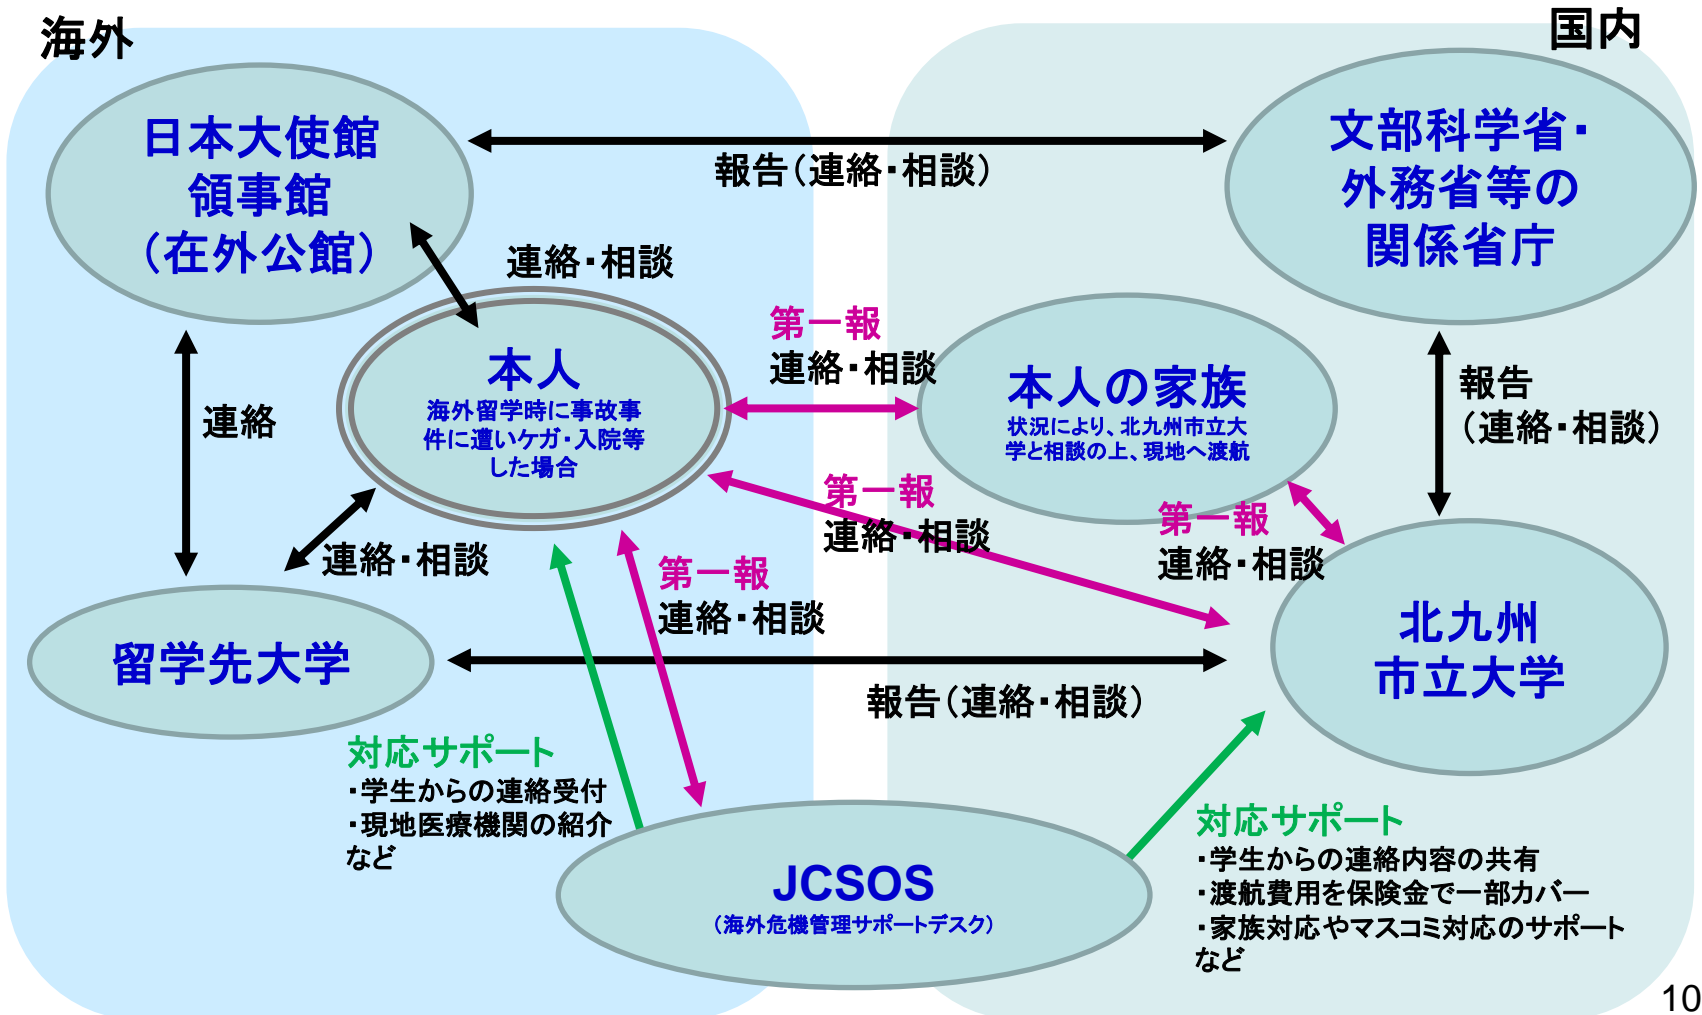 海外
国内
日本大使館
領事館
（在外公館）
文部科学省・
外務省等の
関係省庁
報告（連絡・相談）
連絡・相談
第一報
連絡・相談
本人
海外留学時に事故事
件に遭いケガ・入院等
した場合
本人の家族
状況により、北九州市立大
学と相談の上、現地へ渡航
報告
（連絡・相談）
連絡
第一報
連絡・相談
第一報
連絡・相談
連絡・相談
第一報
連絡・相談
留学先大学
北九州
市立大学
報告（連絡・相談）
対応サポート
・学生からの連絡受付
・現地医療機関の紹介
など
JCSOS
（海外危機管理サポートデスク）
対応サポート
・学生からの連絡内容の共有
・渡航費用を保険金で一部カバー
・家族対応やマスコミ対応のサポート
など
10